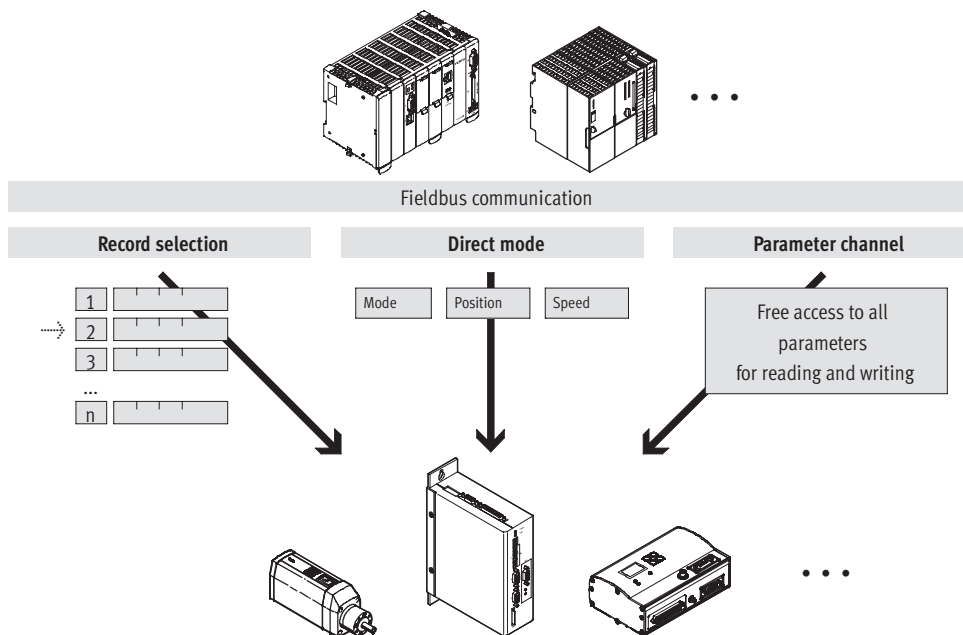 • • •
Fieldbus communication
Record selection
Direct mode
Parameter channel
1
2
3
...
n
Mode
Position
Speed
Free access to all
parameters
for reading and writing
• • •